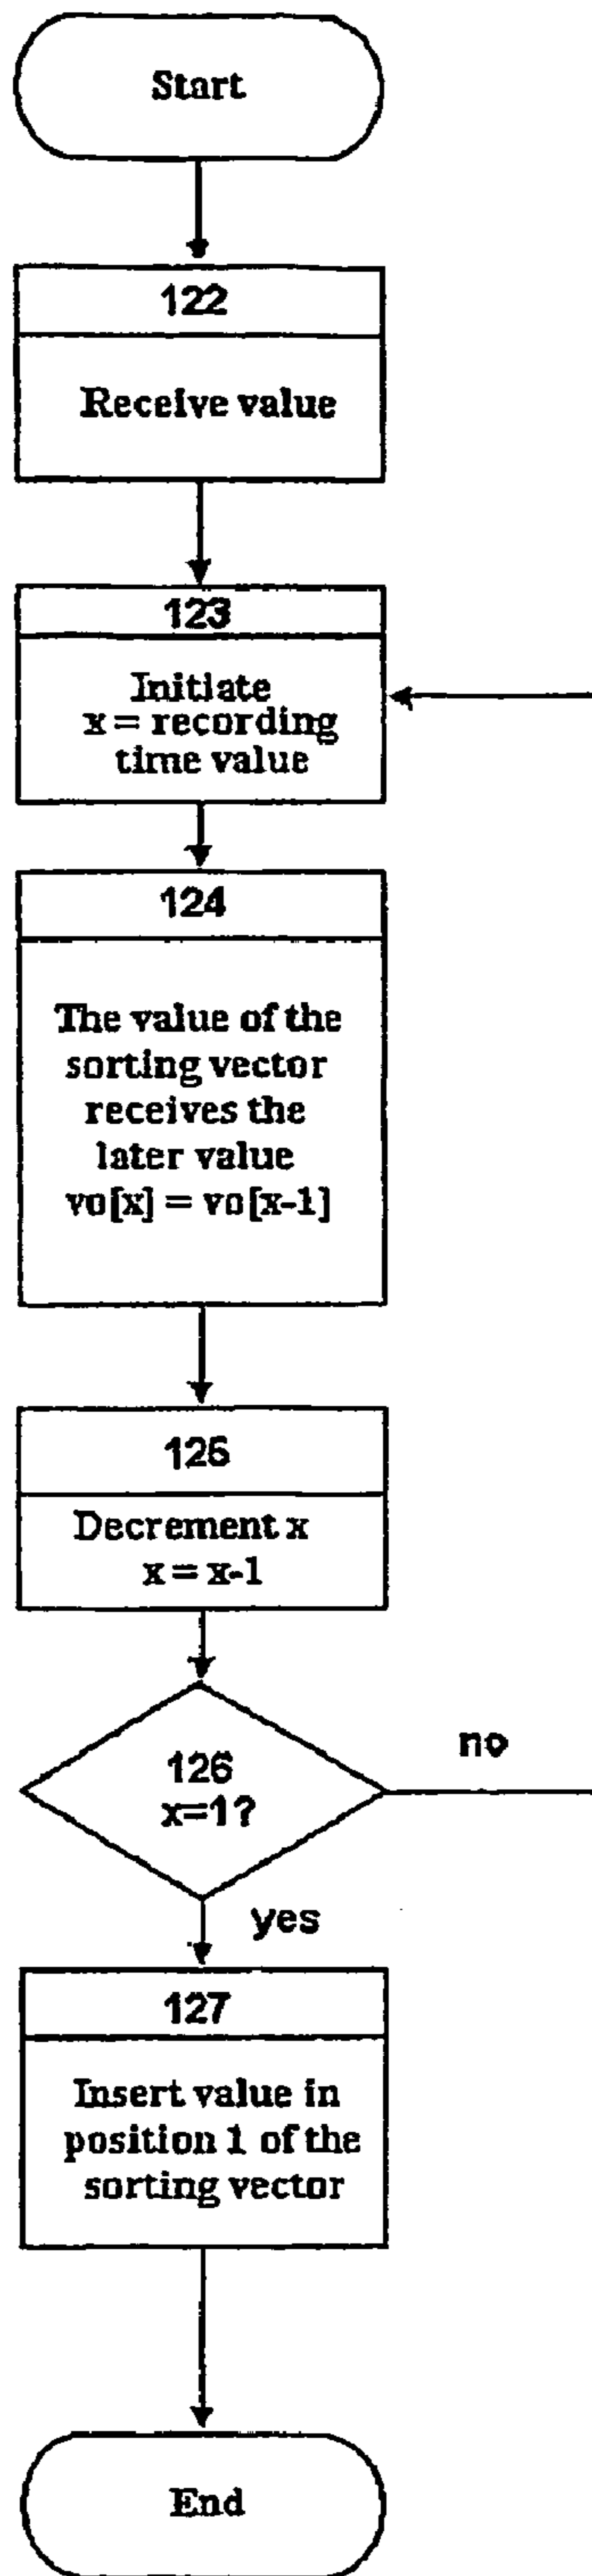 Start
122
Receive value
123
Initiate
x = recording
time value
124
The value of the
sorting vector
receives the
later value
vo[x] = vo[x-1]
125
Decrement x
x = x-1
126
x=1?
no
yes
127
Insert value in
position 1 of the
sorting vector
End